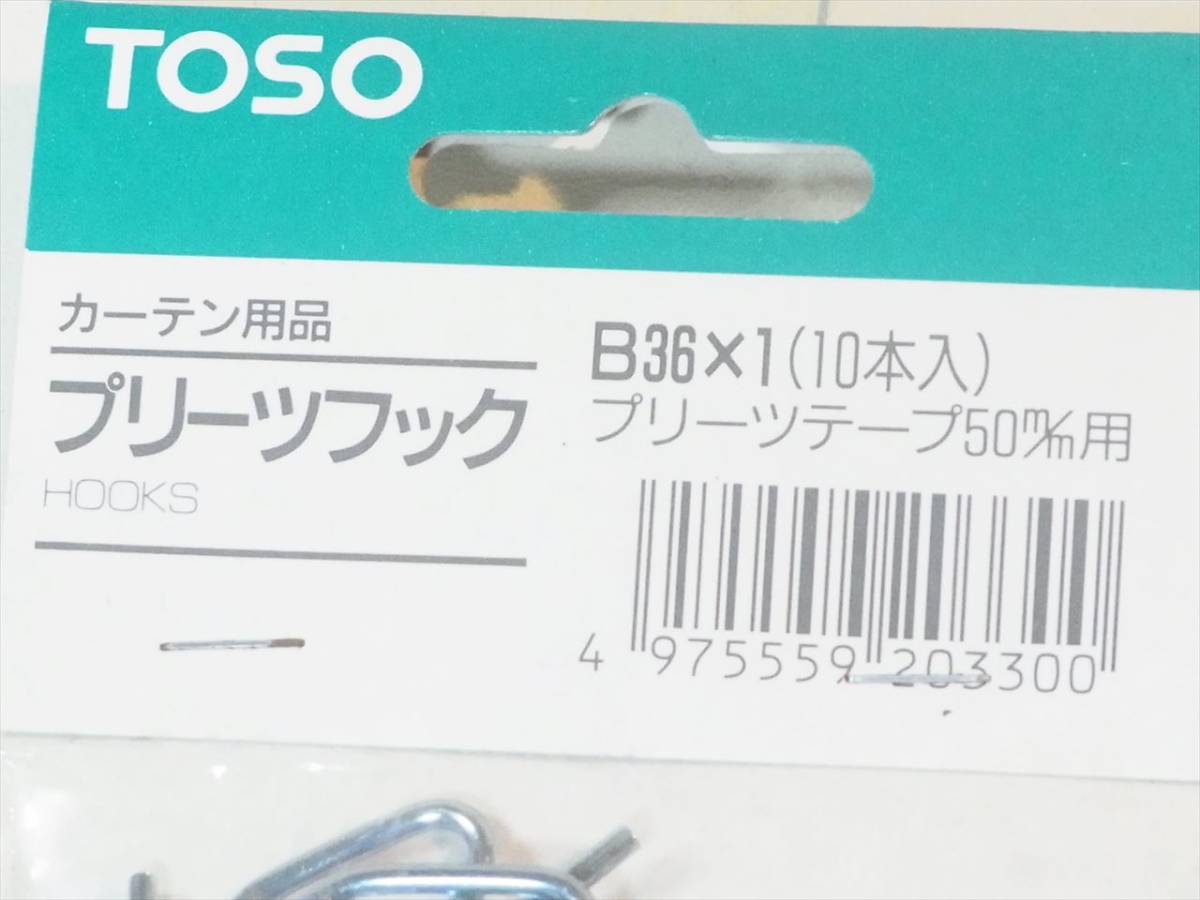 TOSO
カーテン用品
プリーツフック
HOOKS
B36×1(10本入)
プリーツテープ50m/m用
4 975559 203300